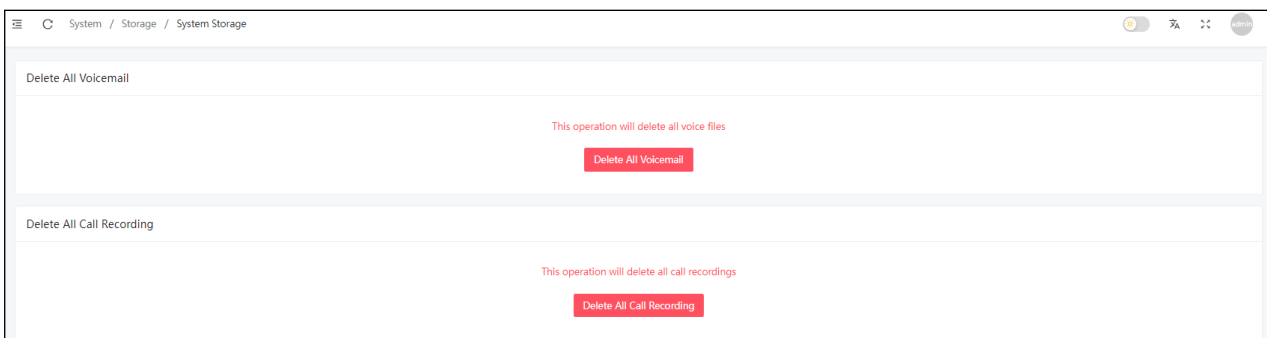 System / Storage / System Storage
admin
Delete All Voicemail
This operation will delete all voice files
Delete All Voicemail
Delete All Call Recording
This operation will delete all call recordings
Delete All Call Recording